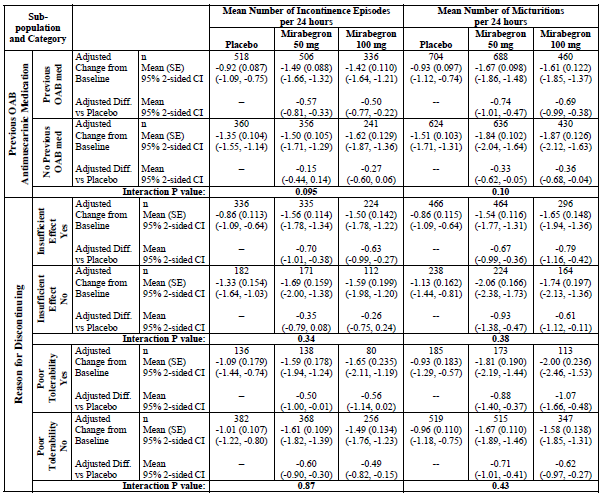 Sub-population and Category
Mean Number of Incontinence Episodes per 24 hours
Mean Number of Micturitions per 24 hours
Placebo Mirabegron 50 mg Mirabegron 100 mg Placebo Mirabegron 50 mg Mirabegron 100 mg
Previous OAB Antimuscarinic Medication
Previous OAB med
Adjusted n 518 506 336 704 688 460
Change from Mean (SE) -0.92 (0.087) -1.49 (0.088) -1.42 (0.110) -0.93 (0.097) -1.67 (0.098) -1.61 (0.122)
Baseline 95% 2-sided CI (-1.09, -0.75) (-1.66, -1.32) (-1.64, -1.21) (-1.12, -0.74) (-1.86, -1.48) (-1.85, -1.37)
Adjusted Diff. Mean -- -0.57 -0.50 -- -0.74 -0.69
vs Placebo 95% 2-sided CI (-0.81, -0.33) (-0.77, -0.22) (-1.01, -0.47) (-0.99, -0.38)
No Previous OAB med
Adjusted n 360 356 241 624 636 430
Change from Mean (SE) -1.35 (0.104) -1.50 (0.105) -1.62 (0.129) -1.51 (0.103) -1.84 (0.102) -1.87 (0.126)
Baseline 95% 2-sided CI (-1.55, -1.14) (-1.71, -1.29) (-1.87, -1.36) (-1.71, -1.31) (-2.04, -1.64) (-2.12, -1.63)
Adjusted Diff. Mean -- -0.15 -0.27 -- -0.33 -0.36
vs Placebo 95% 2-sided CI (-0.44, 0.14) (-0.60, 0.06) (-0.62, -0.05) (-0.68, -0.04)
Interaction P value: 0.095 0.10
Reason for Discontinuing
Insufficient Effect Yes
Adjusted n 336 335 224 466 464 296
Change from Mean (SE) -0.86 (0.113) -1.56 (0.114) -1.50 (0.142) -0.86 (0.115) -1.54 (0.116) -1.65 (0.148)
Baseline 95% 2-sided CI (-1.09, -0.64) (-1.78, -1.34) (-1.78, -1.22) (-1.09, -0.64) (-1.77, -1.31) (-1.94, -1.36)
Adjusted Diff. Mean -- -0.70 -0.63 -- -0.67 -0.79
vs Placebo 95% 2-sided CI (-1.01, -0.38) (-0.99, -0.27) (-0.99, -0.36) (-1.16, -0.42)
Insufficient Effect No
Adjusted n 182 171 112 238 224 164
Change from Mean (SE) -1.33 (0.154) -1.69 (0.159) -1.59 (0.199) -1.13 (0.162) -2.06 (0.166) -1.74 (0.197)
Baseline 95% 2-sided CI (-1.64, -1.03) (-2.00, -1.38) (-1.98, -1.20) (-1.44, -0.81) (-2.38, -1.73) (-2.13, -1.36)
Adjusted Diff. Mean -- -0.35 -0.26 -- -0.93 -0.61
vs Placebo 95% 2-sided CI (-0.79, 0.08) (-0.75, 0.24) (-1.38, -0.47) (-1.12, -0.11)
Interaction P value: 0.34 0.38
Poor Tolerability Yes
Adjusted n 136 138 80 185 173 113
Change from Mean (SE) -1.09 (0.179) -1.59 (0.178) -1.65 (0.235) -0.93 (0.183) -1.81 (0.190) -2.00 (0.236)
Baseline 95% 2-sided CI (-1.44, -0.74) (-1.94, -1.24) (-2.11, -1.19) (-1.29, -0.57) (-2.19, -1.44) (-2.46, -1.53)
Adjusted Diff. Mean -- -0.50 -0.56 -- -0.88 -1.07
vs Placebo 95% 2-sided CI (-1.00, -0.01) (-1.14, 0.02) (-1.40, -0.37) (-1.66, -0.48)
Poor Tolerability No
Adjusted n 382 368 256 519 515 347
Change from Mean (SE) -1.01 (0.107) -1.61 (0.109) -1.49 (0.134) -0.96 (0.110) -1.67 (0.110) -1.58 (0.138)
Baseline 95% 2-sided CI (-1.22, -0.80) (-1.82, -1.39) (-1.76, -1.23) (-1.18, -0.75) (-1.89, -1.46) (-1.85, -1.31)
Adjusted Diff. Mean -- -0.60 -0.49 -- -0.71 -0.62
vs Placebo 95% 2-sided CI (-0.90, -0.30) (-0.82, -0.15) (-1.01, -0.41) (-0.97, -0.27)
Interaction P value: 0.87 0.43